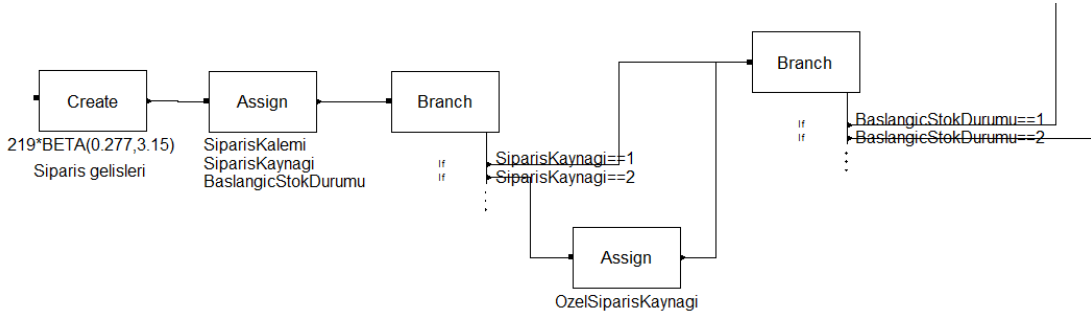 Branch
Create
Assign
Branch
If BaslangicStokDurumu==1
If BaslangicStokDurumu==2
219*BETA(0.277,3.15)
Siparis gelisleri
SiparisKalemi
SiparisKaynagi
BaslangicStokDurumu
If SiparisKaynagi==1
If SiparisKaynagi==2
Assign
OzelSiparisKaynagi